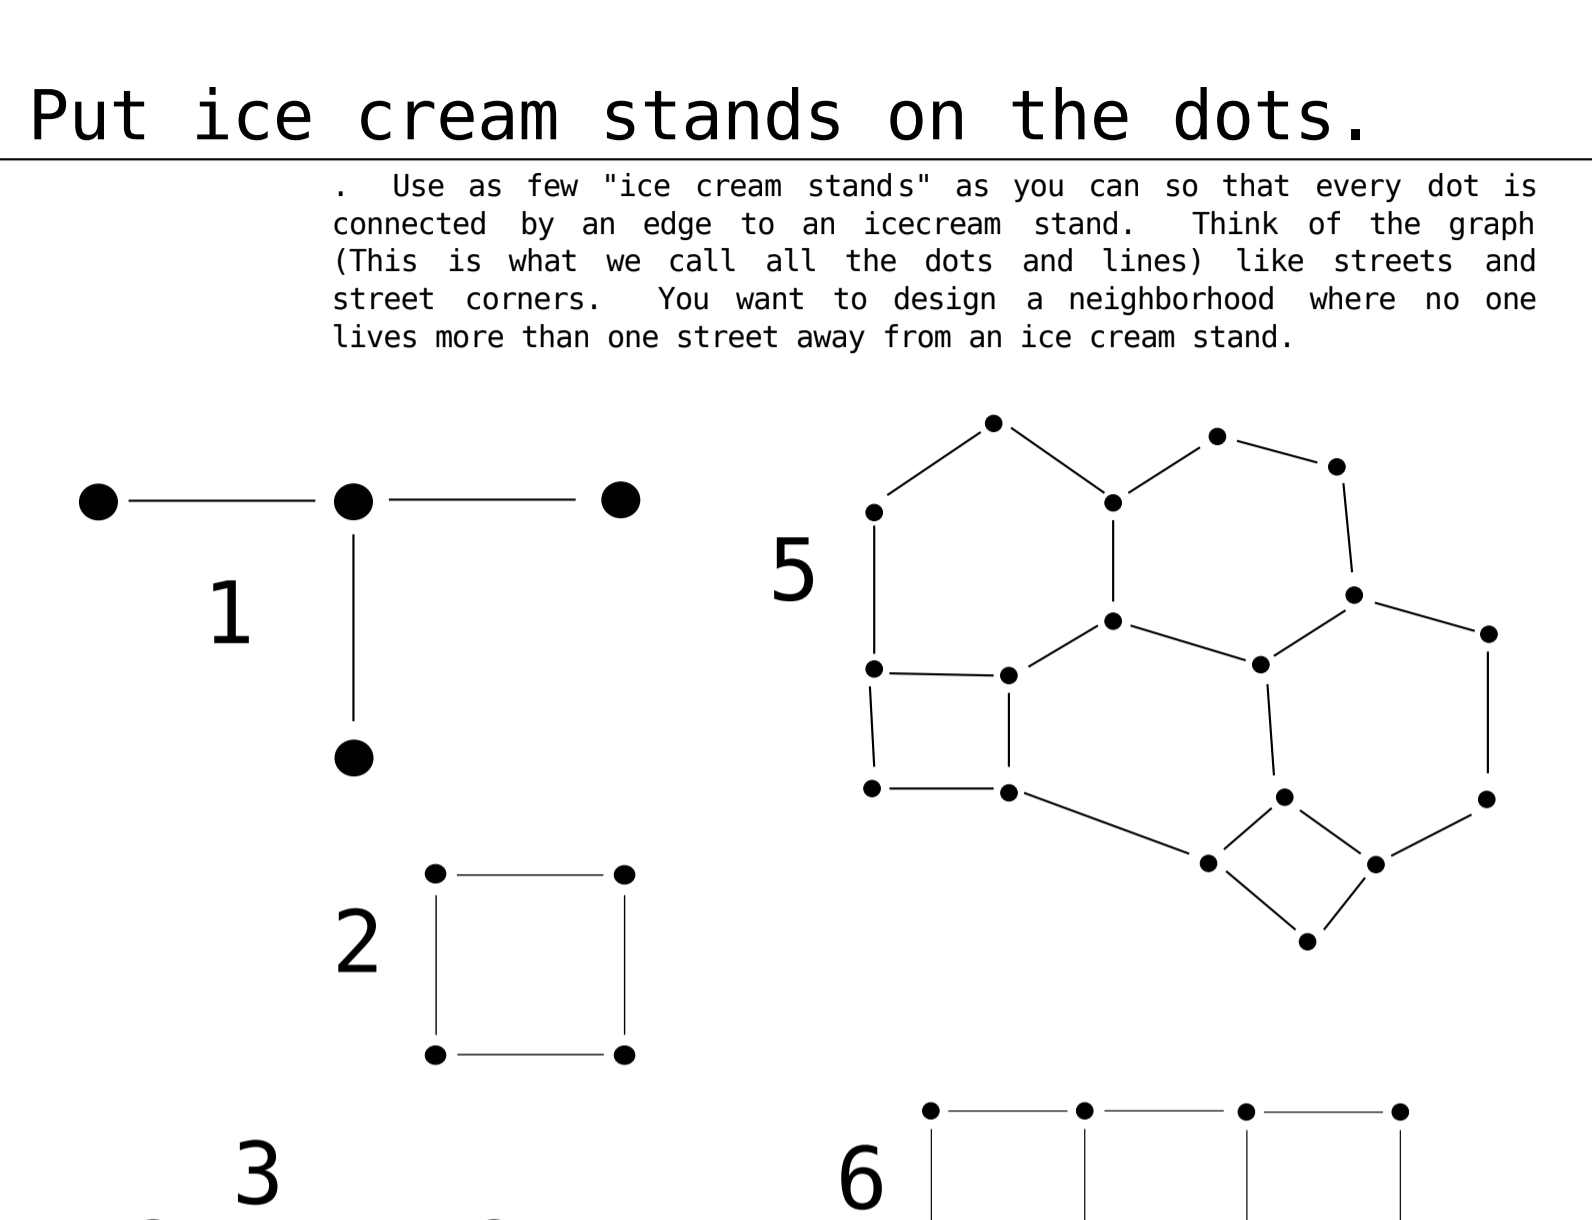 Put ice cream stands on the dots.
. Use as few "ice cream stands" as you can so that every dot is
connected by an edge to an icecream stand. Think of the graph
(This is what we call all the dots and lines) like streets and
street corners. You want to design a neighborhood where no one
lives more than one street away from an ice cream stand.
1
5
2
3
6